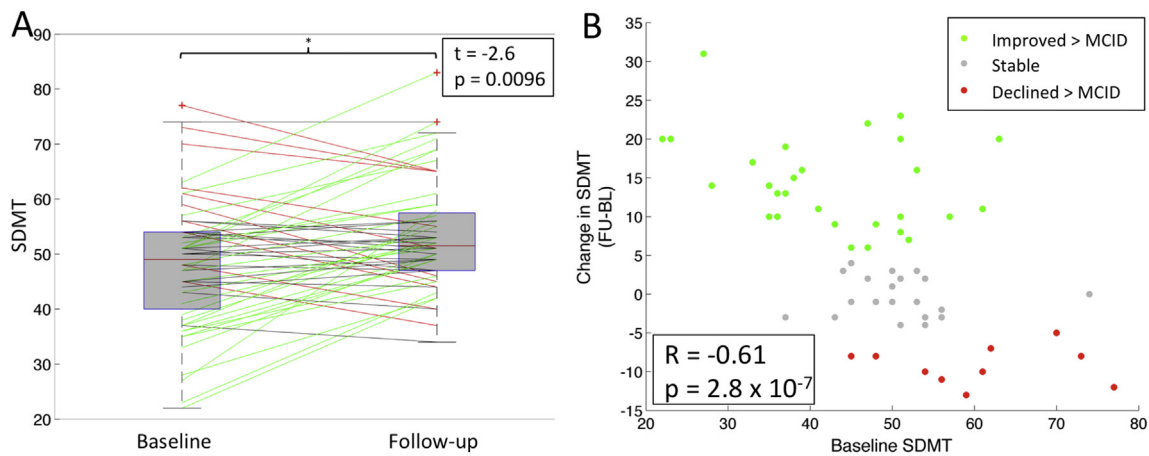 A
90
80
70
60
50
40
30
20
SDMT
*
t = -2.6
p = 0.0096
Baseline
Follow-up
B
35
30
25
20
15
10
5
0
-5
-10
-15
Change in SDMT
(FU-BL)
Improved > MCID
Stable
Declined > MCID
R = -0.61
p = 2.8 x 10⁻⁷
20
30
40
50
60
70
80
Baseline SDMT